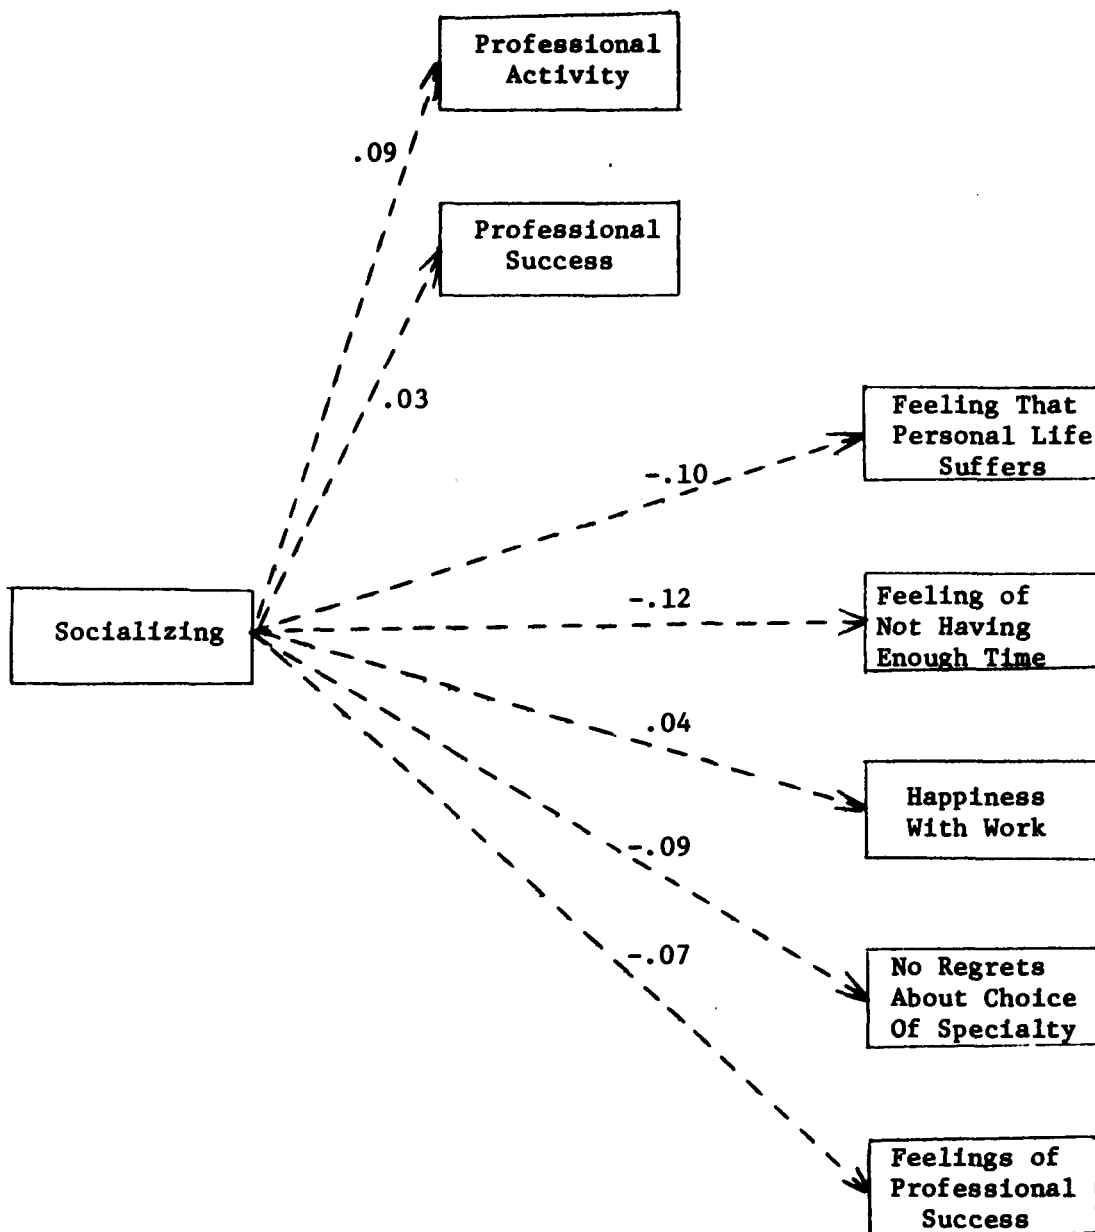 Professional
Activity
.09
Professional
Success
.03
Feeling That
Personal Life
Suffers
-.10
Socializing
-.12
Feeling of
Not Having
Enough Time
.04
Happiness
With Work
-.09
No Regrets
About Choice
Of Specialty
-.07
Feelings of
Professional
Success